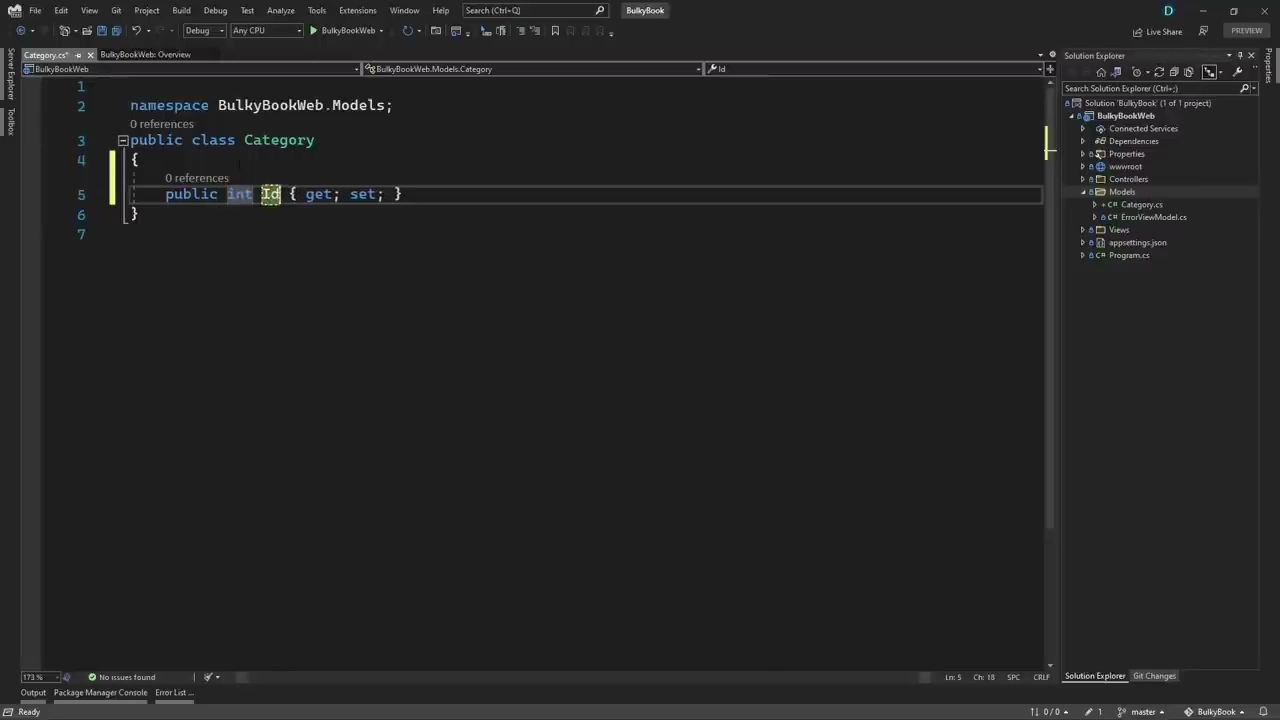 File Edit View Git Project Build Debug Test Analyze Tools Extensions Window Help Search (Ctrl+Q) BulkyBook D
Debug Any CPU BulkyBookWeb Live Share PREVIEW
Category.cs* BulkyBookWeb: Overview
BulkyBookWeb BulkyBookWeb.Models.Category Id
Server Explorer
Toolbox
1
2 namespace BulkyBookWeb.Models;
0 references
3 public class Category
4 {
0 references
5 public int Id { get; set; }
6 }
7
Solution Explorer
Search Solution Explorer (Ctrl+;)
Solution 'BulkyBook' (1 of 1 project)
BulkyBookWeb
Connected Services
Dependencies
Properties
wwwroot
Controllers
Models
C# Category.cs
C# ErrorViewModel.cs
Views
appsettings.json
C# Program.cs
Properties
173 % No issues found Ln: 5 Ch: 18 SPC CRLF
Solution Explorer Git Changes
Output Package Manager Console Error List ...
Ready 0 / 0 1 master BulkyBook